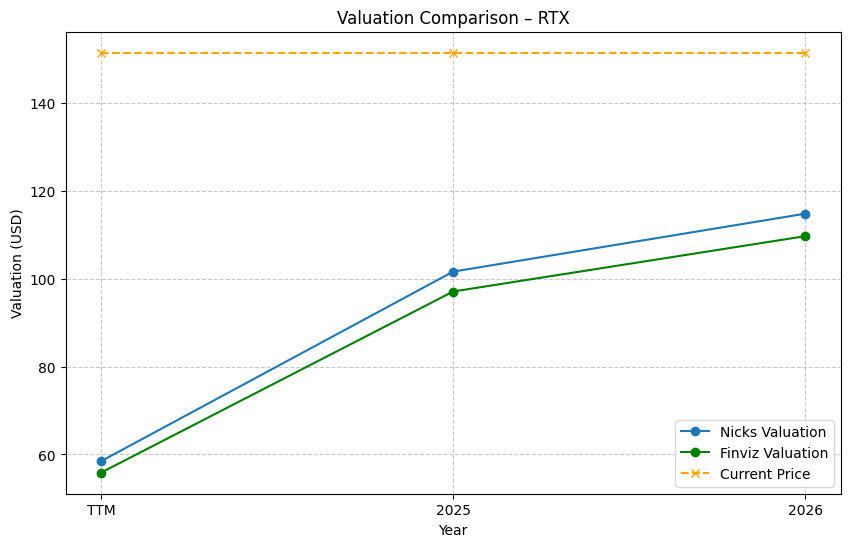 Valuation Comparison – RTX
Valuation (USD)
140
120
100
80
60
TTM
2025
2026
Year
Nicks Valuation
Finviz Valuation
Current Price